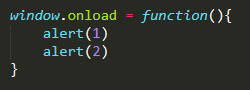 window.onload = function(){
    alert(1)
    alert(2)
}